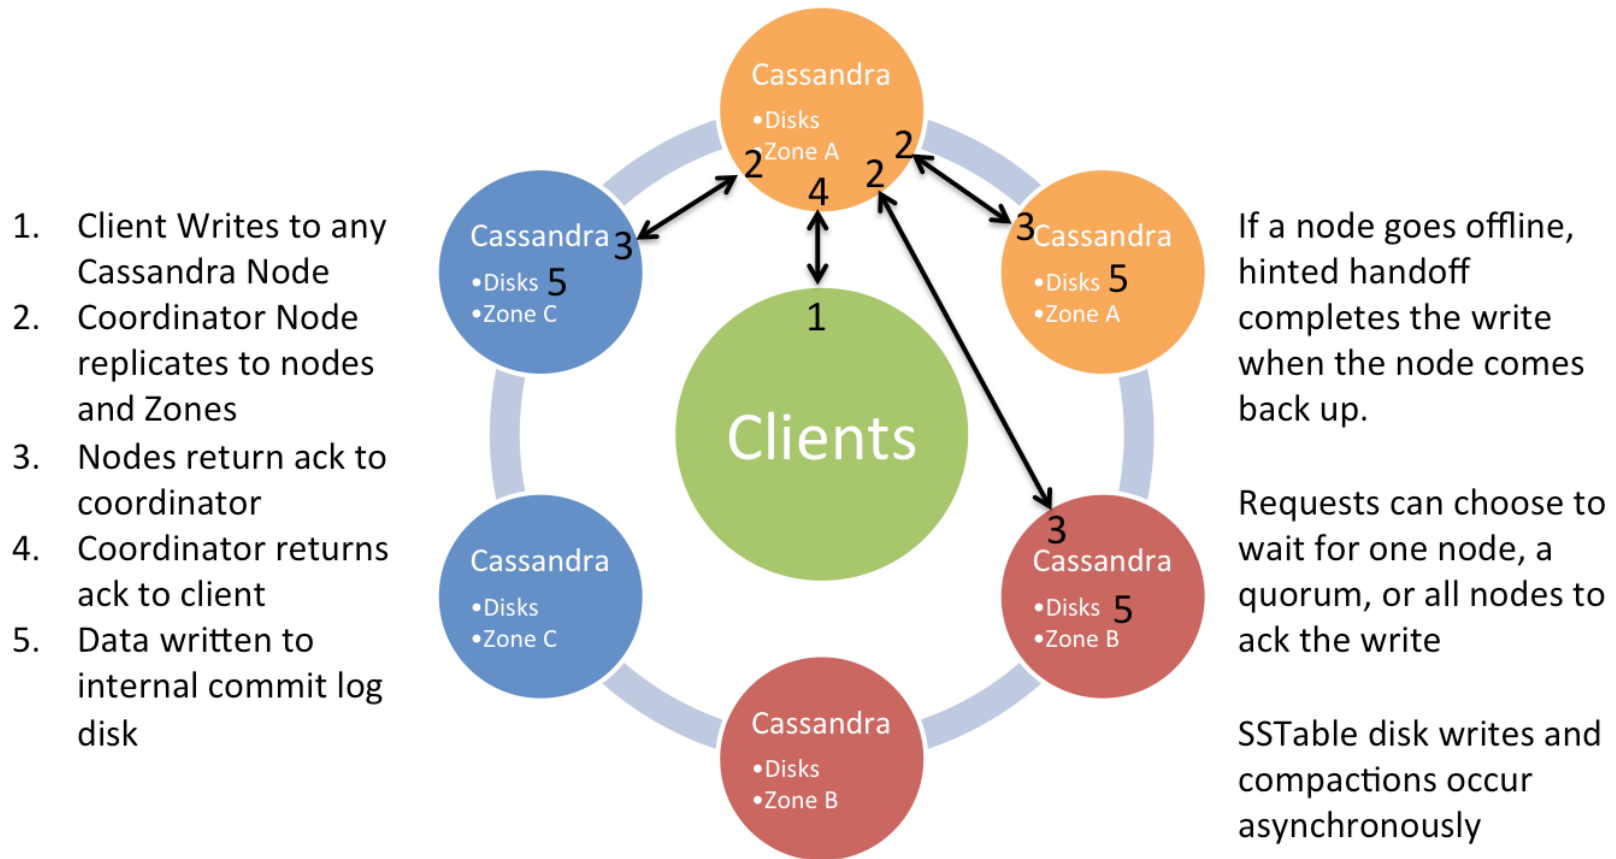 1. Client Writes to any
Cassandra Node
2. Coordinator Node
replicates to nodes
and Zones
3. Nodes return ack to
coordinator
4. Coordinator returns
ack to client
5. Data written to
internal commit log
disk
Cassandra
•Disks
•Zone A
2
4
2
2
Cassandra
3
•Disks 5
•Zone C
3
Cassandra
•Disks 5
•Zone A
1
Clients
Cassandra
•Disks
•Zone C
3
Cassandra
•Disks 5
•Zone B
Cassandra
•Disks
•Zone B
If a node goes offline,
hinted handoff
completes the write
when the node comes
back up.
Requests can choose to
wait for one node, a
quorum, or all nodes to
ack the write
SSTable disk writes and
compactions occur
asynchronously